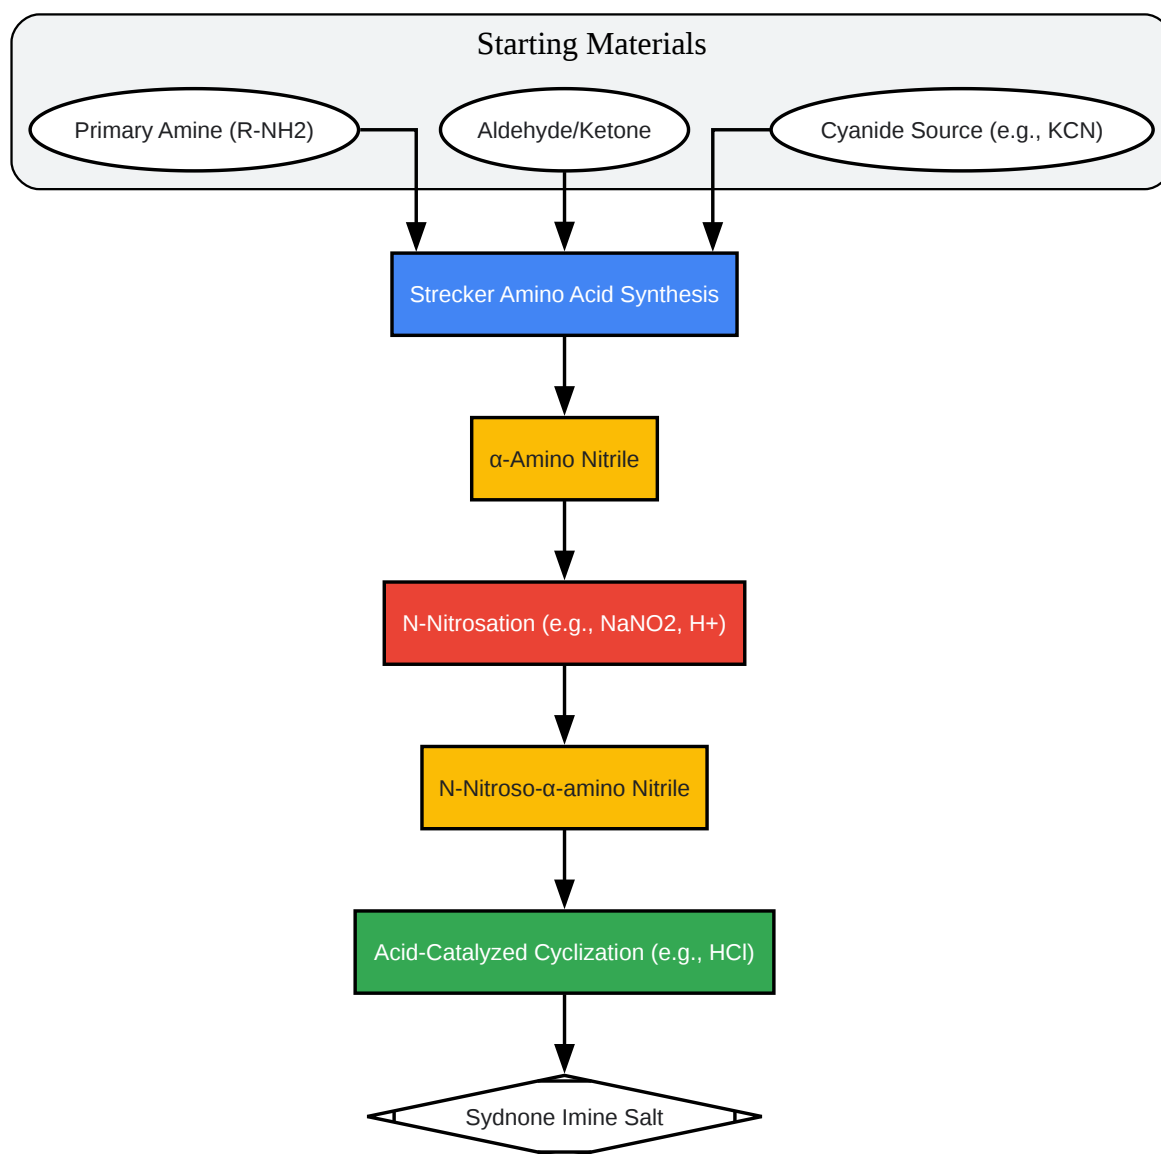 Starting Materials
Primary Amine (R-NH2)
Aldehyde/Ketone
Cyanide Source (e.g., KCN)
Strecker Amino Acid Synthesis
α-Amino Nitrile
N-Nitrosation (e.g., NaNO2, H+)
N-Nitroso-α-amino Nitrile
Acid-Catalyzed Cyclization (e.g., HCl)
Sydnone Imine Salt